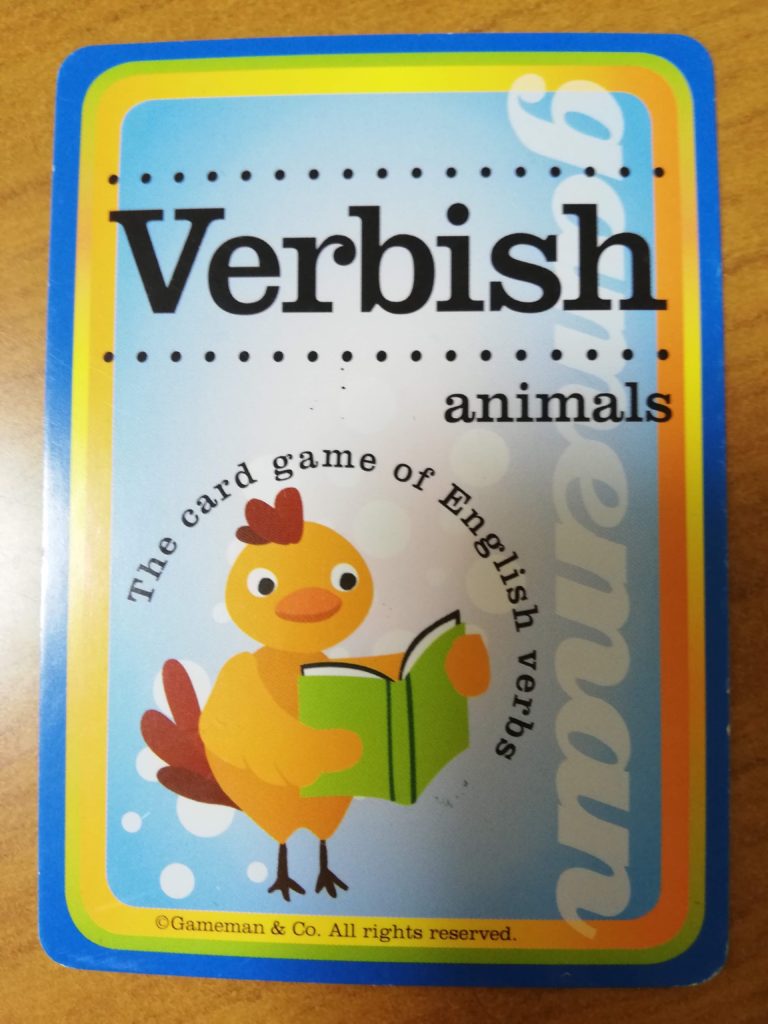 Verbish
animals
The card game of English verbs
gameman
©Gameman & Co. All rights reserved.